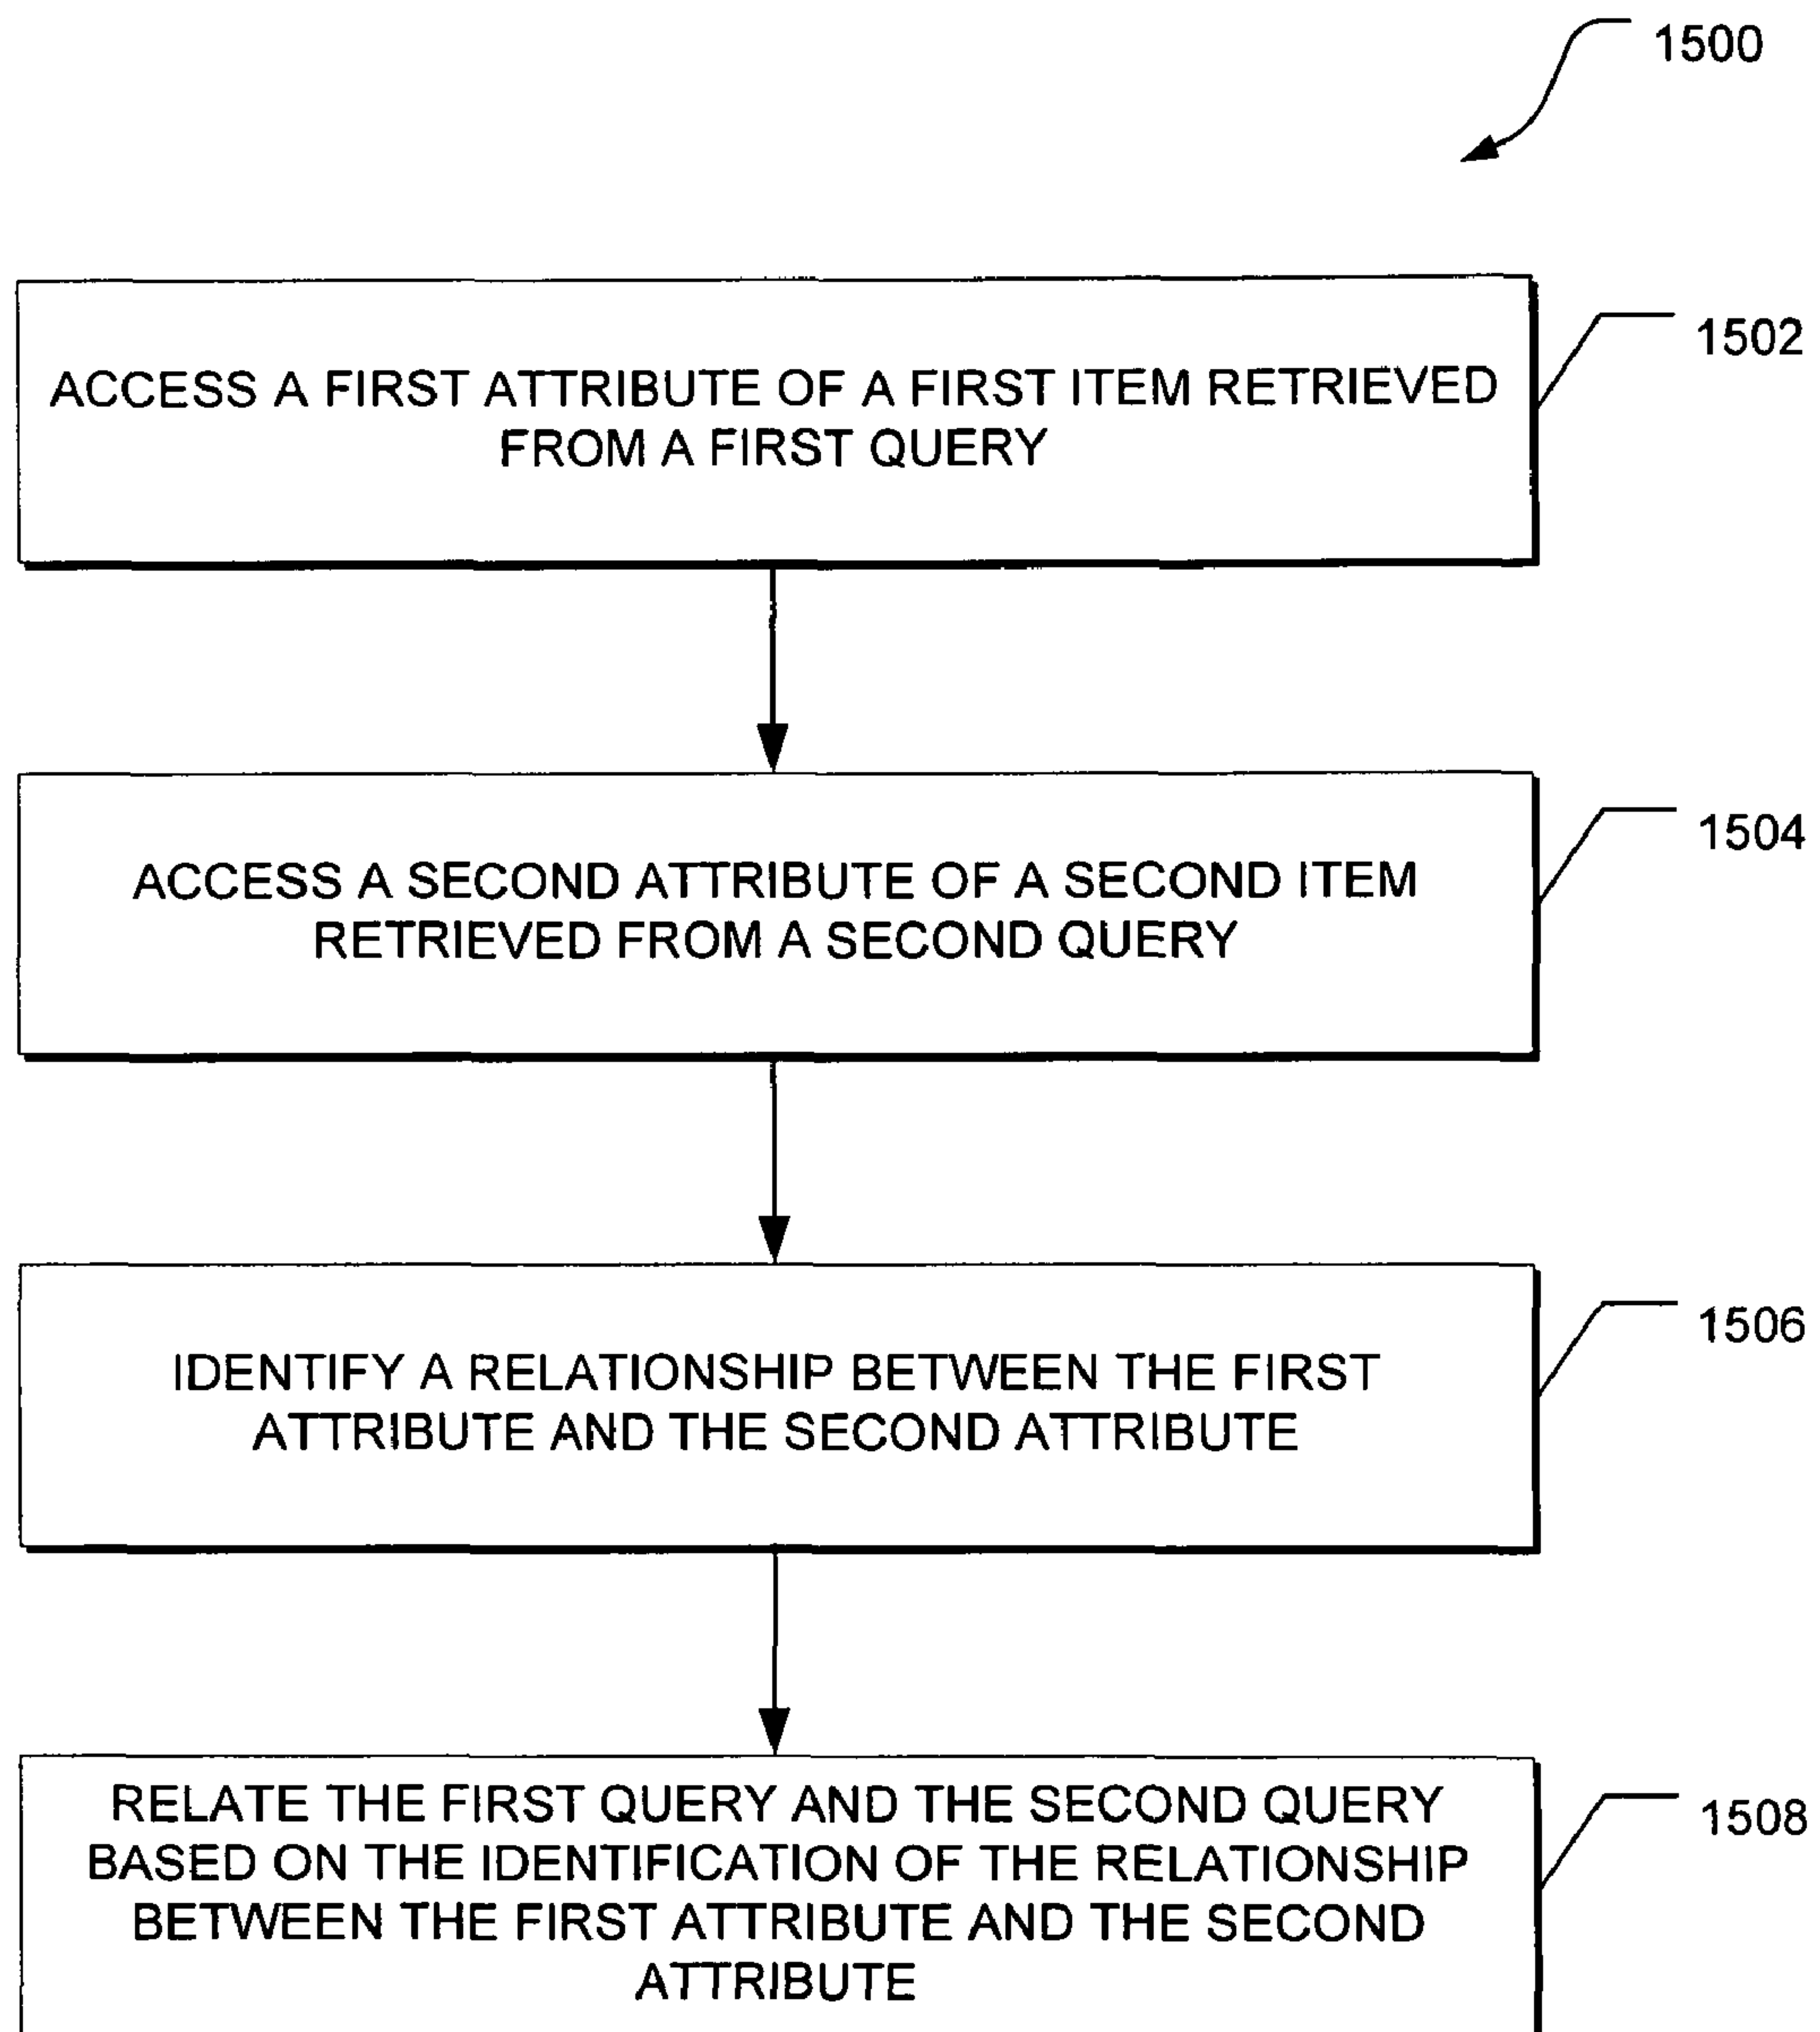 1500
ACCESS A FIRST ATTRIBUTE OF A FIRST ITEM RETRIEVED
FROM A FIRST QUERY
1502
ACCESS A SECOND ATTRIBUTE OF A SECOND ITEM
RETRIEVED FROM A SECOND QUERY
1504
IDENTIFY A RELATIONSHIP BETWEEN THE FIRST
ATTRIBUTE AND THE SECOND ATTRIBUTE
1506
RELATE THE FIRST QUERY AND THE SECOND QUERY
BASED ON THE IDENTIFICATION OF THE RELATIONSHIP
BETWEEN THE FIRST ATTRIBUTE AND THE SECOND
ATTRIBUTE
1508